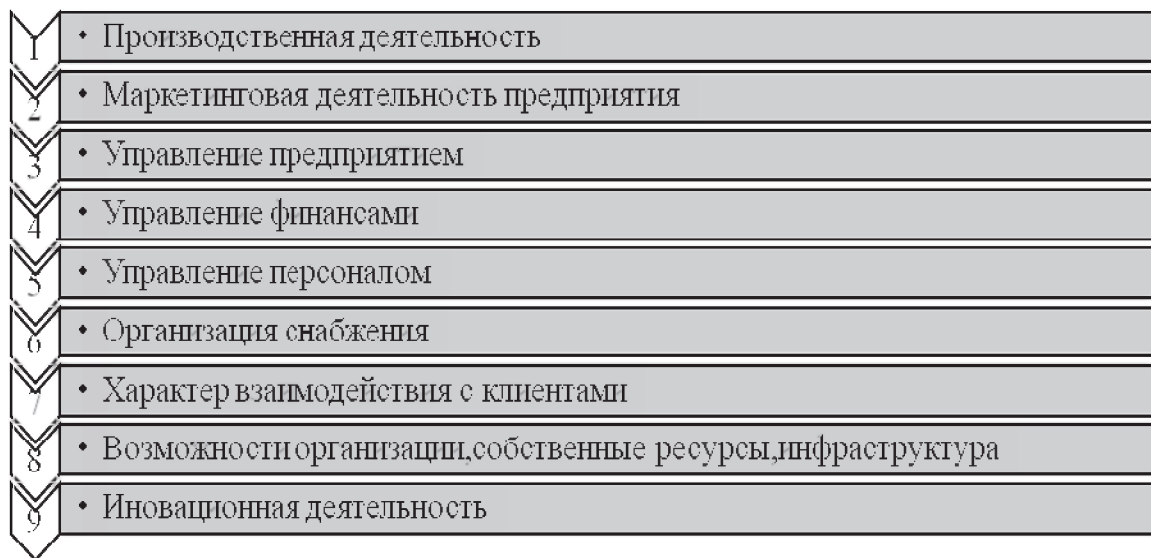 1 • Производственная деятельность
2 • Маркетинговая деятельность предприятия
3 • Управление предприятием
4 • Управление финансами
5 • Управление персоналом
6 • Организация снабжения
7 • Характер взаимодействия с клиентами
8 • Возможности организации,собственные ресурсы,инфраструктура
9 • Иновационная деятельность